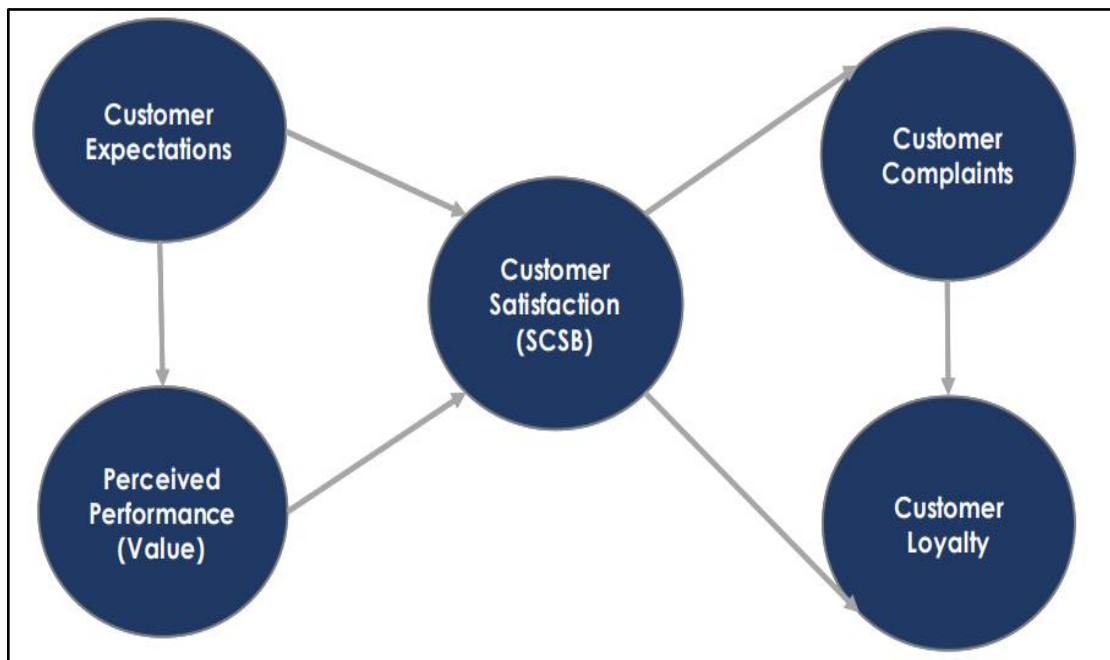 Customer
Expectations
Perceived
Performance
(Value)
Customer
Satisfaction
(SCSB)
Customer
Complaints
Customer
Loyalty